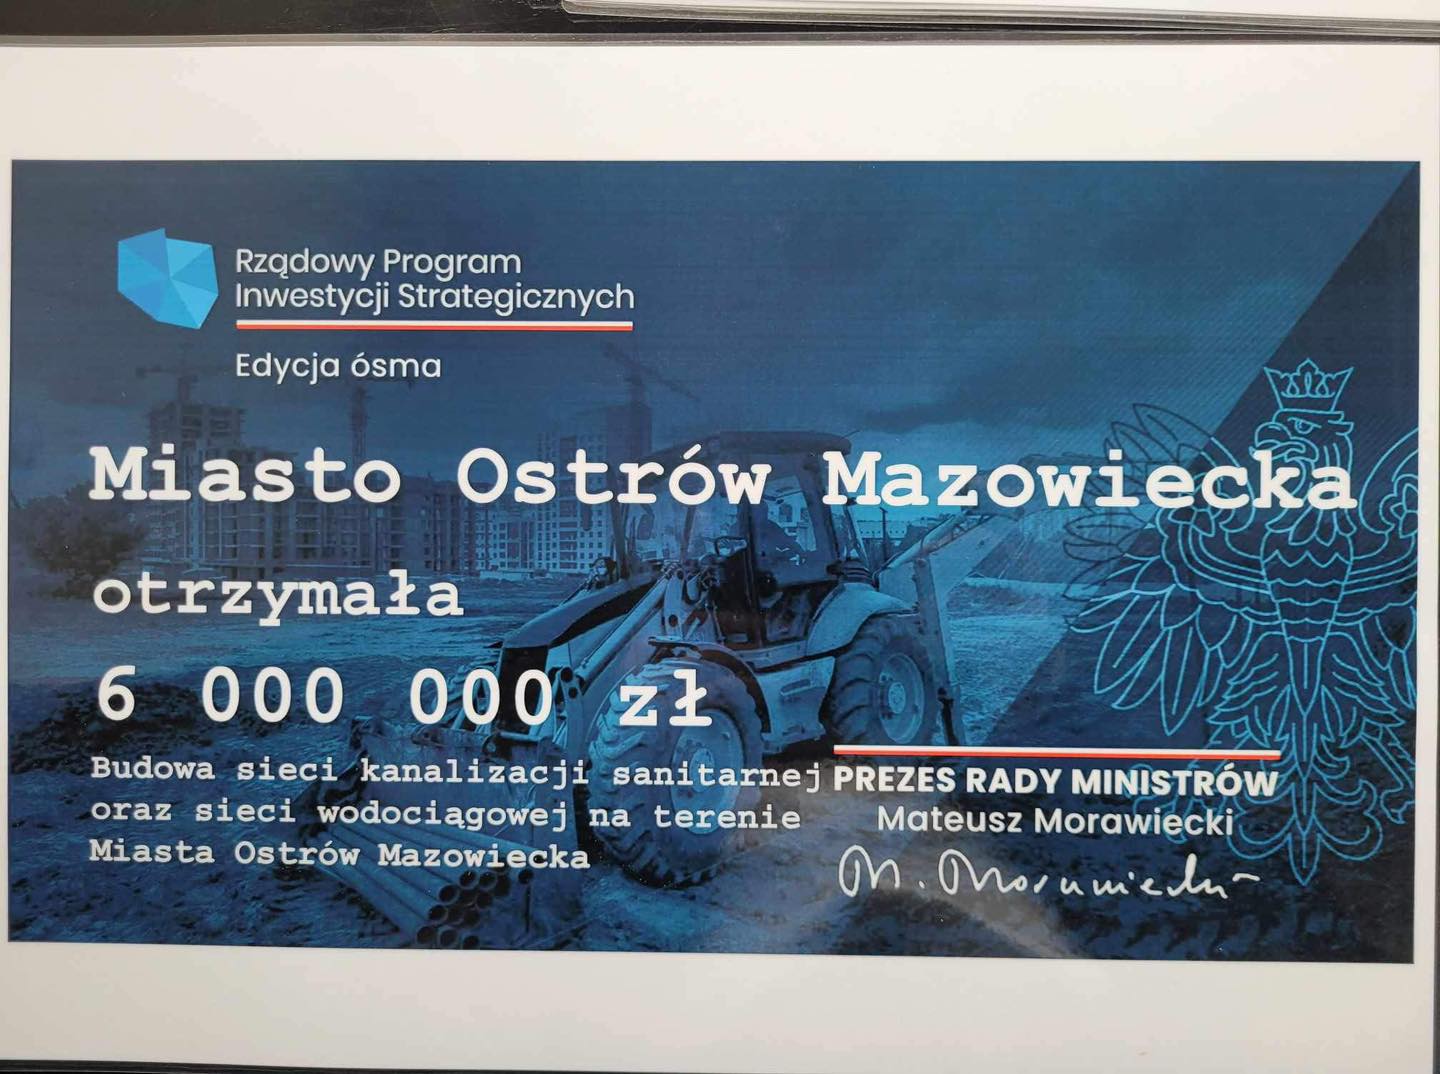 Rządowy Program
Inwestycji Strategicznych
Edycja ósma
Miasto Ostrów Mazowiecka
otrzymała
6 000 000 zł
Budowa sieci kanalizacji sanitarnej
oraz sieci wodociągowej na terenie
Miasta Ostrów Mazowiecka
PREZES RADY MINISTRÓW
Mateusz Morawiecki
M. Morawiecki